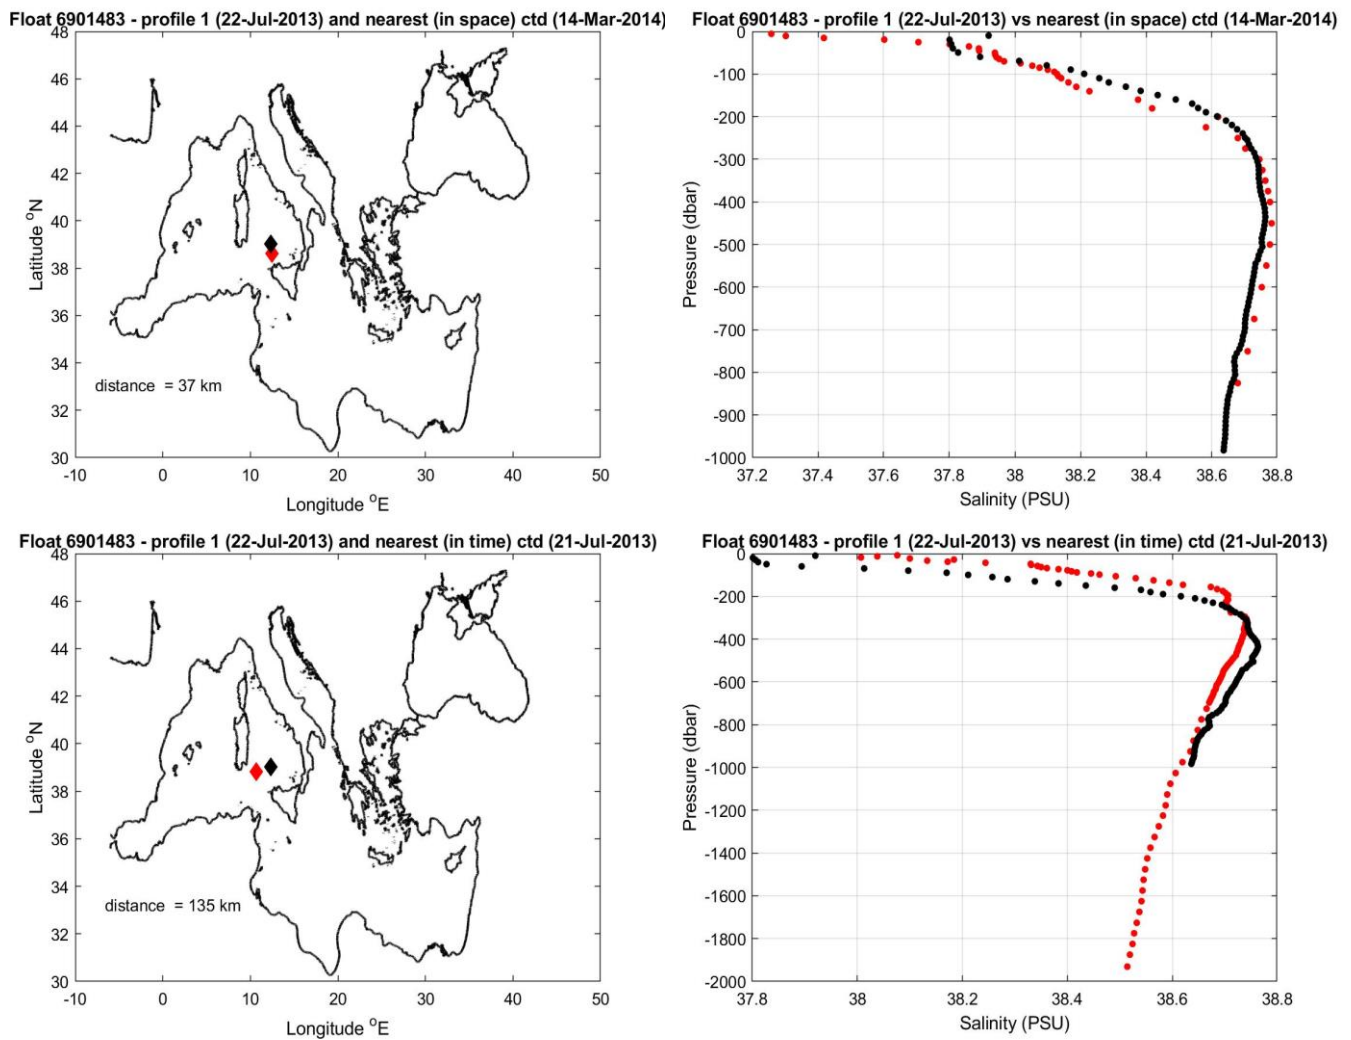 Float 6901483 - profile 1 (22-Jul-2013) and nearest (in space) ctd (14-Mar-2014)
48
46
44
42
40
38
36
34
32
30
Latitude °N
distance = 37 km
-10 0 10 20 30 40 50
Longitude °E
Float 6901483 - profile 1 (22-Jul-2013) vs nearest (in space) ctd (14-Mar-2014)
0
-100
-200
-300
-400
-500
-600
-700
-800
-900
-1000
Pressure (dbar)
37.2 37.4 37.6 37.8 38 38.2 38.4 38.6 38.8
Salinity (PSU)
Float 6901483 - profile 1 (22-Jul-2013) and nearest (in time) ctd (21-Jul-2013)
48
46
44
42
40
38
36
34
32
30
Latitude °N
distance = 135 km
-10 0 10 20 30 40 50
Longitude °E
Float 6901483 - profile 1 (22-Jul-2013) vs nearest (in time) ctd (21-Jul-2013)
0
-200
-400
-600
-800
-1000
-1200
-1400
-1600
-1800
-2000
Pressure (dbar)
37.8 38 38.2 38.4 38.6 38.8
Salinity (PSU)